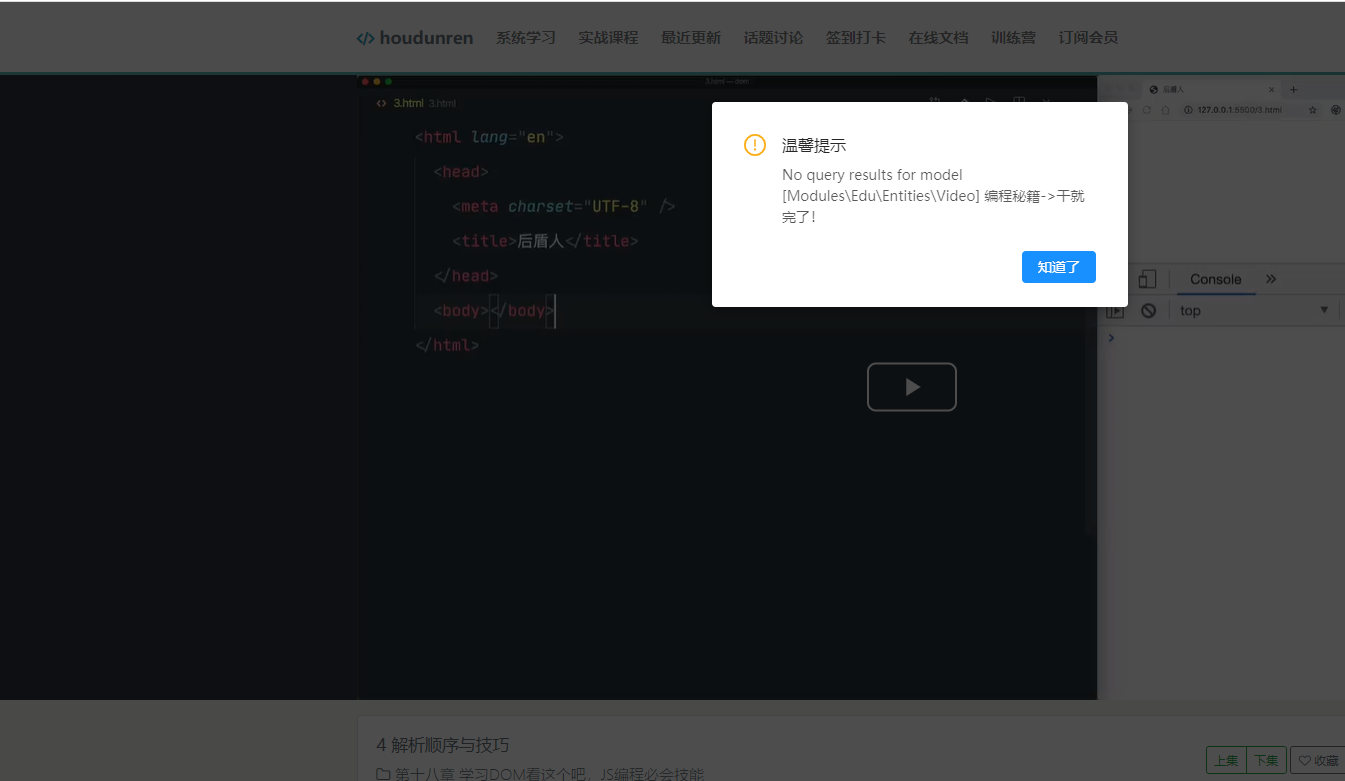 </> houdunren 系统学习 实战课程 最近更新 话题讨论 签到打卡 在线文档 训练营 订阅会员
后盾人
<> 3.html 3.html
127.0.0.1:5500/3.html
<html lang="en">
<head>
<meta charset="UTF-8" />
<title>后盾人</title>
</head>
<body></body>
</html>
温馨提示
No query results for model
[Modules\Edu\Entities\Video] 编程秘籍->干就
完了!
知道了
Console
top
4 解析顺序与技巧
上集 下集 收藏
第十八章 学习DOM看这个吧，JS编程必会技能